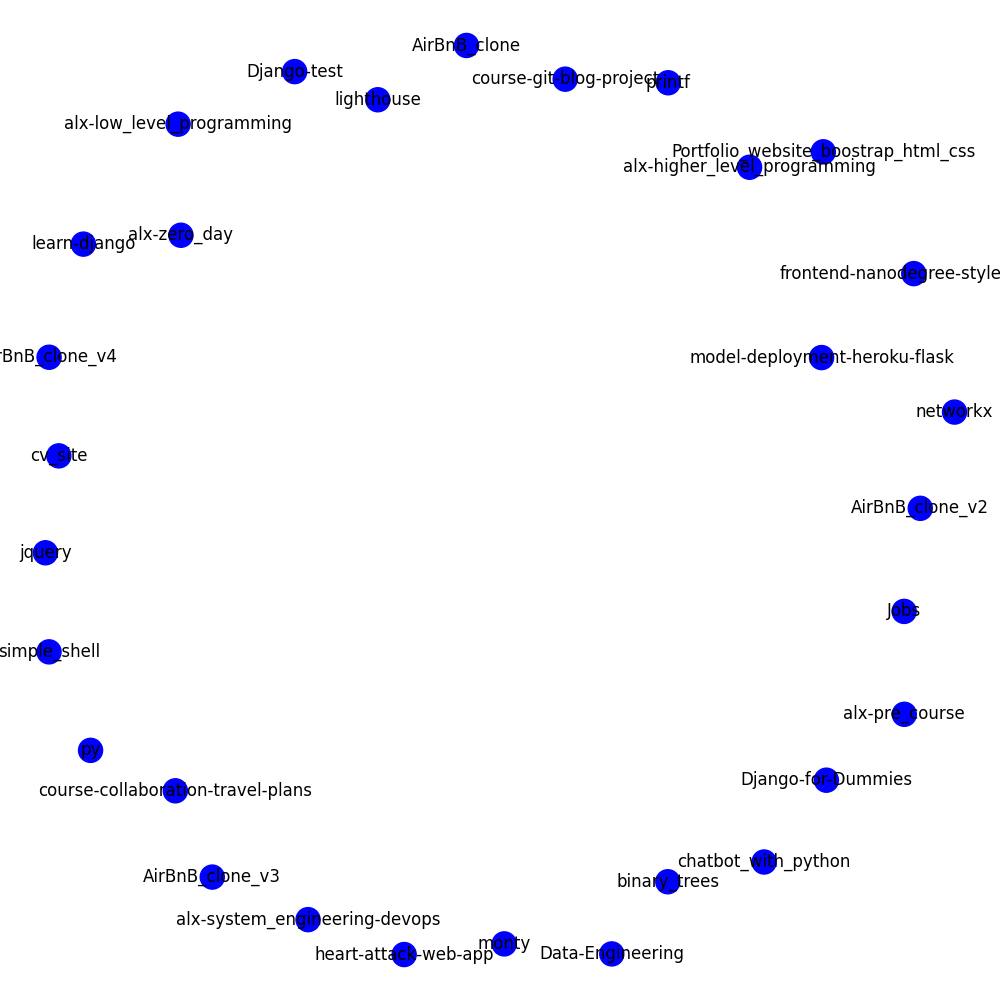 AirBnB_clone
Django-test
course-git-blog-project
printf
lighthouse
alx-low_level_programming
Portfolio_website_boostrap_html_css
alx-higher_level_programming
alx-zero_day
learn-django
frontend-nanodegree-style
rBnB_clone_v4
model-deployment-heroku-flask
networkx
cv_site
AirBnB_clone_v2
jquery
Jobs
simple_shell
alx-pre_course
py
Django-for-Dummies
course-collaboration-travel-plans
chatbot_with_python
AirBnB_clone_v3
binary_trees
alx-system_engineering-devops
monty
heart-attack-web-app
Data-Engineering